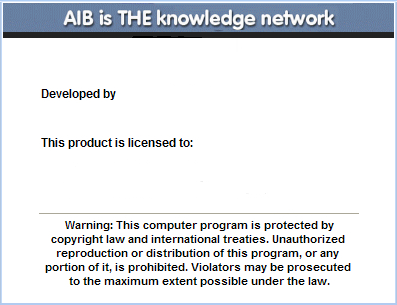 AIB is THE knowledge network
Developed by
This product is licensed to:
Warning: This computer program is protected by
copyright law and international treaties. Unauthorized
reproduction or distribution of this program, or any
portion of it, is prohibited. Violators may be prosecuted
to the maximum extent possible under the law.